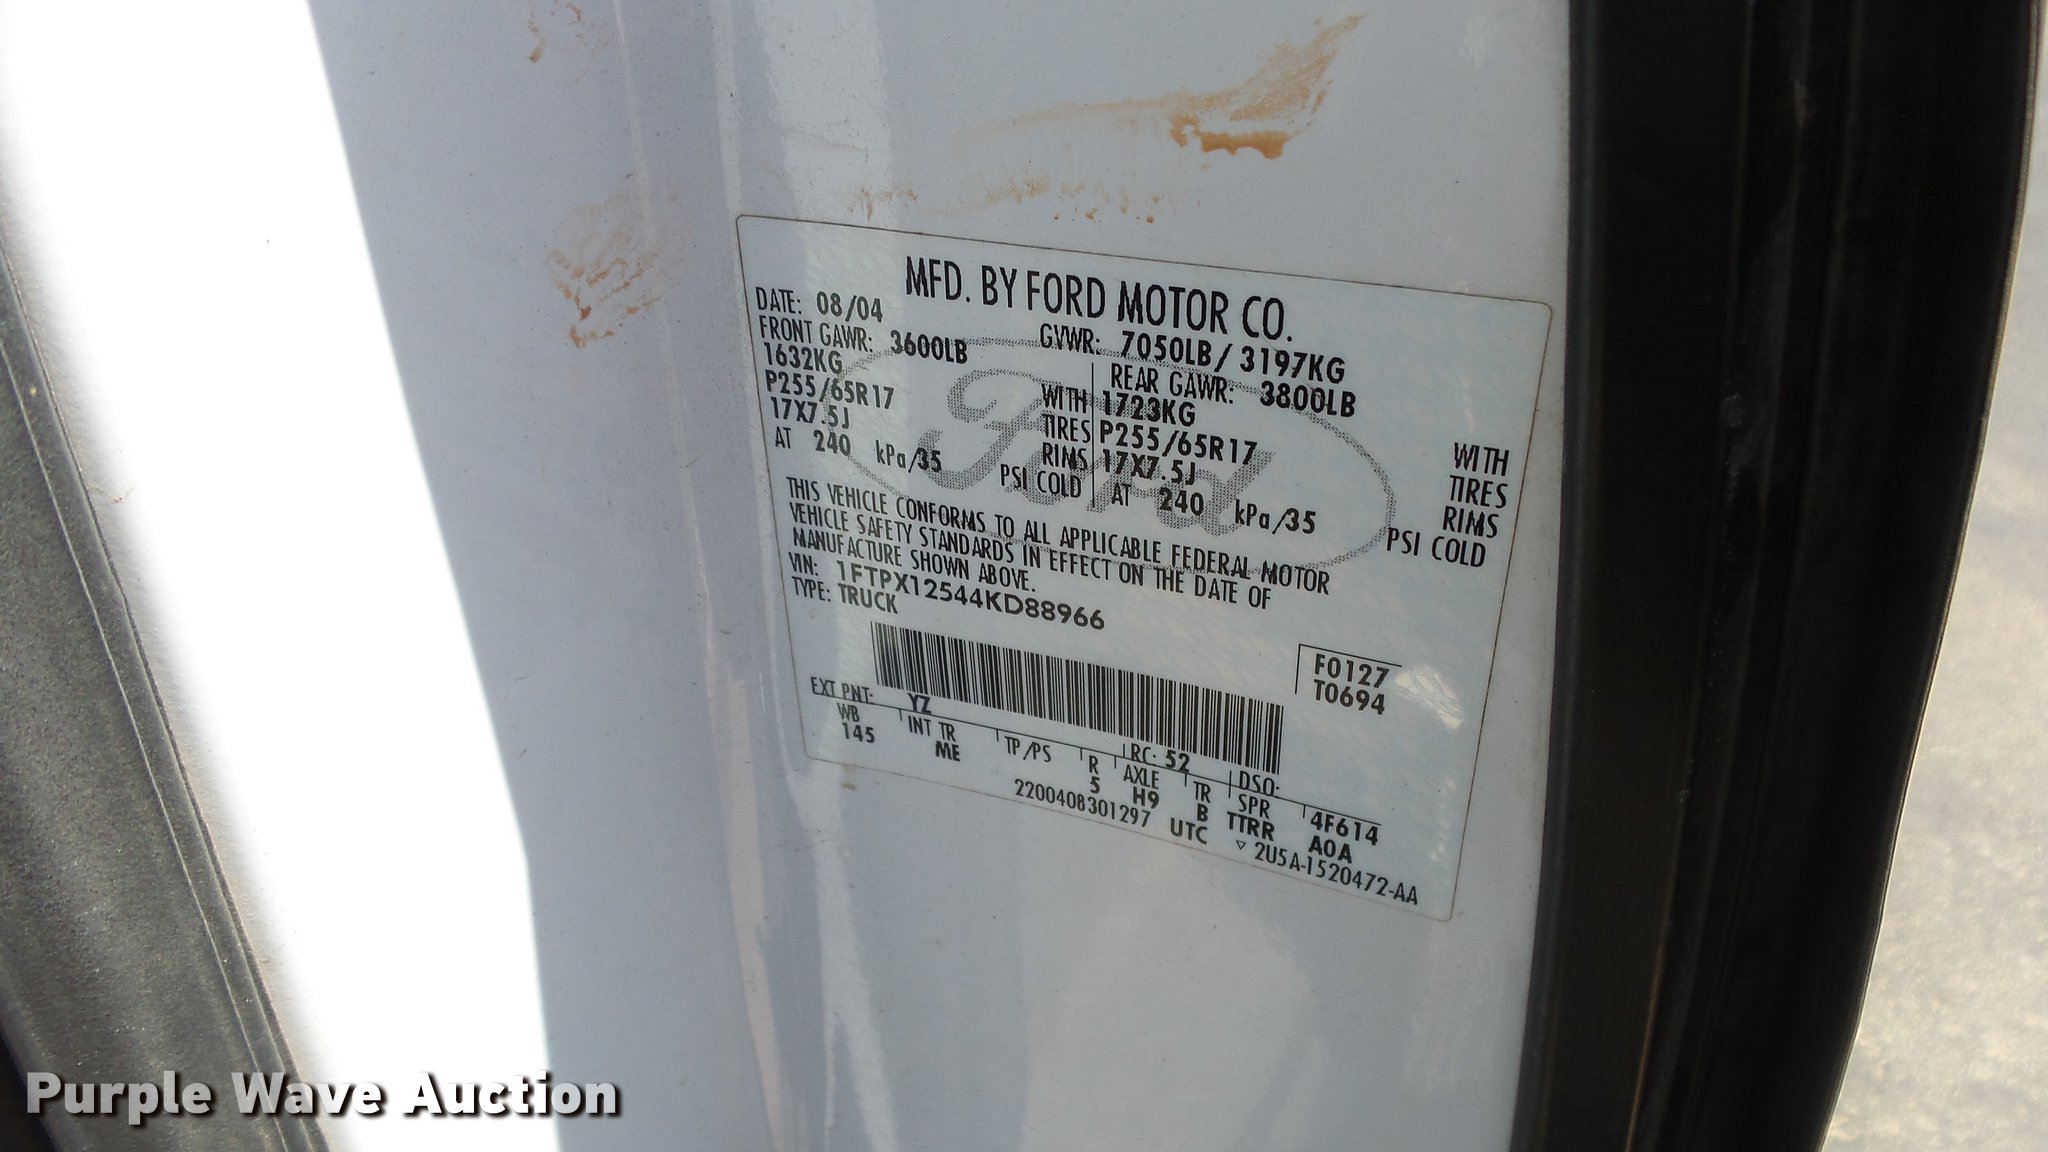 MFD. BY FORD MOTOR CO.
DATE: 08/04 GVWR: 7050LB/ 3197KG
FRONT GAWR: 3600LB REAR GAWR: 3800LB
1632KG WITH 1723KG WITH
P255/65R17 TIRES P255/65R17 TIRES
17X7.5J RIMS 17X7.5J RIMS
AT 240 kPa/35 PSI COLD AT 240 kPa/35 PSI COLD
Ford
THIS VEHICLE CONFORMS TO ALL APPLICABLE FEDERAL MOTOR
VEHICLE SAFETY STANDARDS IN EFFECT ON THE DATE OF
MANUFACTURE SHOWN ABOVE.
VIN: 1FTPX12544KD88966
TYPE: TRUCK
F0127
T0694
EXT PNT: YZ RC: 52 DSO:
WB INT TR TP/PS R AXLE TR SPR 4F614
145 ME 5 H9 B TTRR A0A
2200408301297 UTC ▽ 2U5A-1520472-AA
Purple Wave Auction